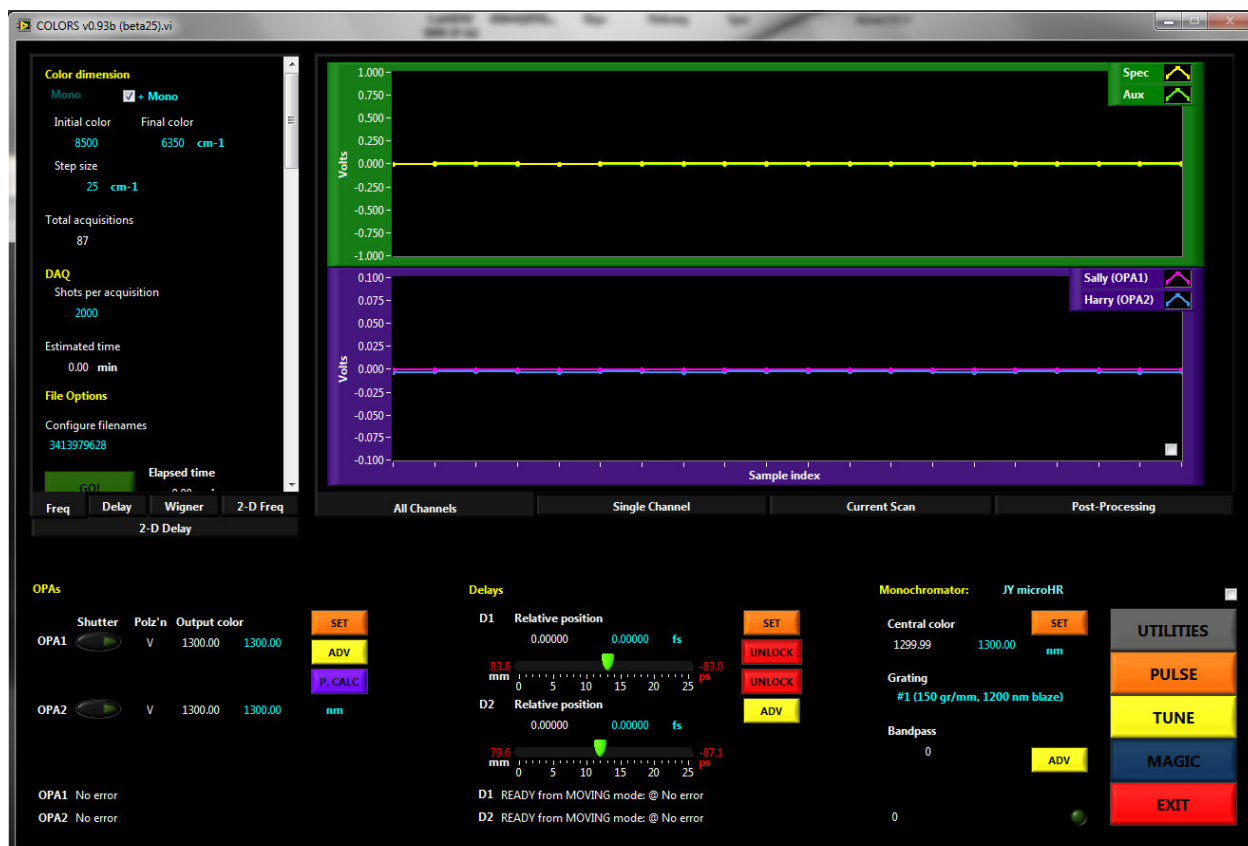 COLORS v0.93b (beta25).vi
Color dimension
Mono + Mono
Initial color Final color
8500 6350 cm-1
Step size
25 cm-1
Total acquisitions
87
DAQ
Shots per acquisition
2000
Estimated time
0.00 min
File Options
Configure filenames
3413979628
GO!
Elapsed time
Freq Delay Wigner 2-D Freq
2-D Delay
Spec
Aux
Volts
1.000
0.750
0.500
0.250
0.000
-0.250
-0.500
-0.750
-1.000
Sally (OPA1)
Harry (OPA2)
Volts
0.100
0.075
0.050
0.025
0.000
-0.025
-0.050
-0.075
-0.100
Sample index
All Channels Single Channel Current Scan Post-Processing
OPAs
Shutter Polz'n Output color
SET
OPA1 V 1300.00 1300.00
ADV
P. CALC
OPA2 V 1300.00 1300.00 nm
OPA1 No error
OPA2 No error
Delays
D1 Relative position
SET
0.00000 0.00000 fs
UNLOCK
83.8 -83.0
mm ps
0 5 10 15 20 25
UNLOCK
D2 Relative position
ADV
0.00000 0.00000 fs
79.6 -87.1
mm ps
0 5 10 15 20 25
D1 READY from MOVING mode: @ No error
D2 READY from MOVING mode: @ No error
Monochromator: JY microHR
Central color
SET
1299.99 1300.00 nm
Grating
#1 (150 gr/mm, 1200 nm blaze)
Bandpass
0
ADV
0
UTILITIES
PULSE
TUNE
MAGIC
EXIT